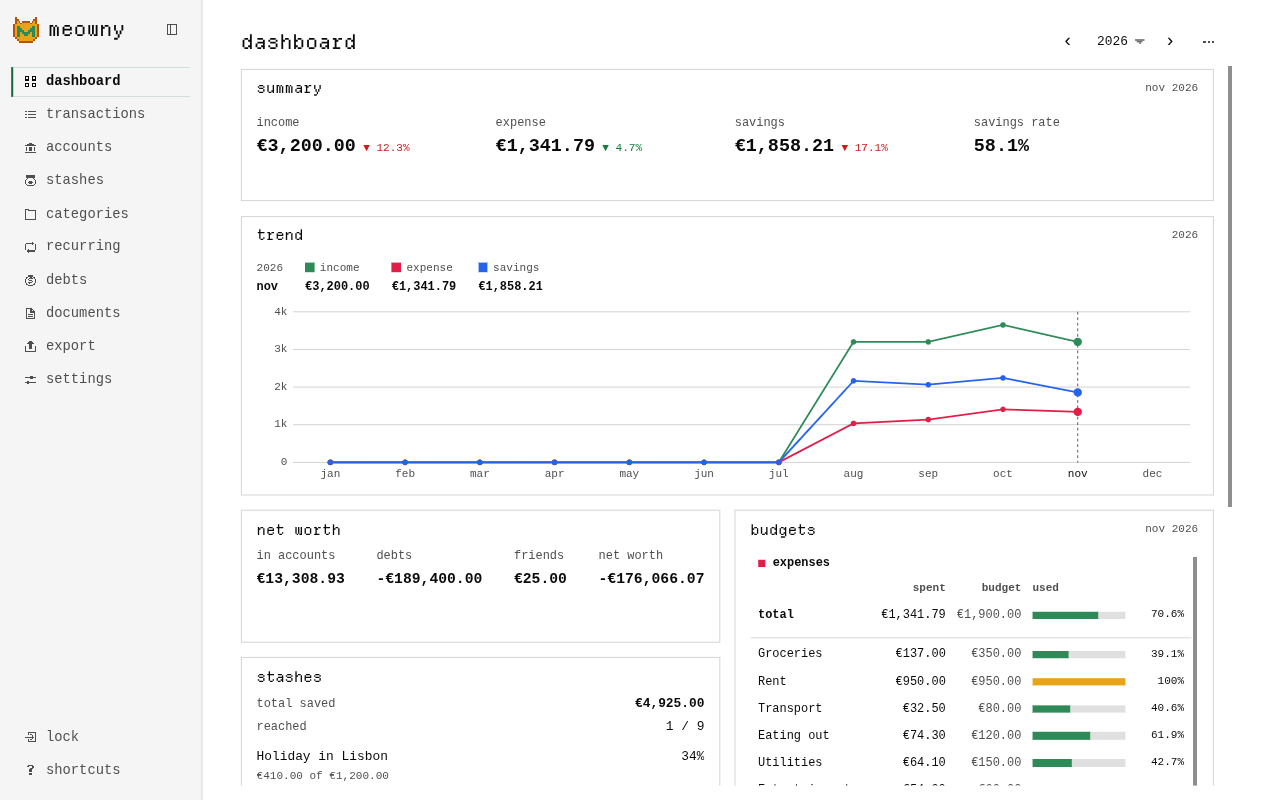 meowny
dashboard
transactions
accounts
stashes
categories
recurring
debts
documents
export
settings
lock
shortcuts
dashboard
2026
summary
nov 2026
income
€3,200.00 ▼ 12.3%
expense
€1,341.79 ▼ 4.7%
savings
€1,858.21 ▼ 17.1%
savings rate
58.1%
trend
2026
2026 income expense savings
nov €3,200.00 €1,341.79 €1,858.21
4k
3k
2k
1k
0
jan feb mar apr may jun jul aug sep oct nov dec
net worth
in accounts debts friends net worth
€13,308.93 -€189,400.00 €25.00 -€176,066.07
stashes
total saved €4,925.00
reached 1 / 9
Holiday in Lisbon 34%
€410.00 of €1,200.00
budgets
nov 2026
expenses
spent budget used
total €1,341.79 €1,900.00 70.6%
Groceries €137.00 €350.00 39.1%
Rent €950.00 €950.00 100%
Transport €32.50 €80.00 40.6%
Eating out €74.30 €120.00 61.9%
Utilities €64.10 €150.00 42.7%